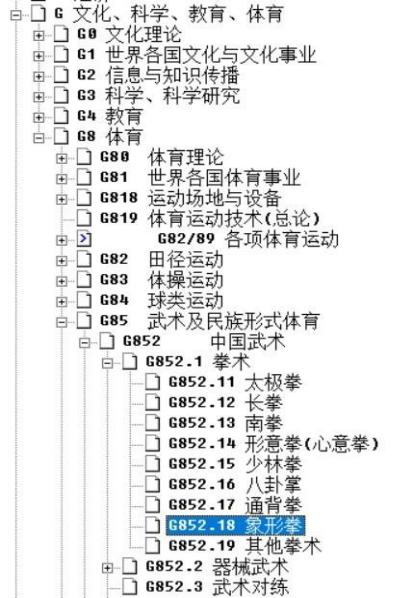 G 文化、科学、教育、体育
G0 文化理论
G1 世界各国文化与文化事业
G2 信息与知识传播
G3 科学、科学研究
G4 教育
G8 体育
G80 体育理论
G81 世界各国体育事业
G818 运动场地与设备
G819 体育运动技术(总论)
G82/89 各项体育运动
G82 田径运动
G83 体操运动
G84 球类运动
G85 武术及民族形式体育
G852 中国武术
G852.1 拳术
G852.11 太极拳
G852.12 长拳
G852.13 南拳
G852.14 形意拳(心意拳)
G852.15 少林拳
G852.16 八卦掌
G852.17 通背拳
G852.18 象形拳
G852.19 其他拳术
G852.2 器械武术
G852.3 武术对练